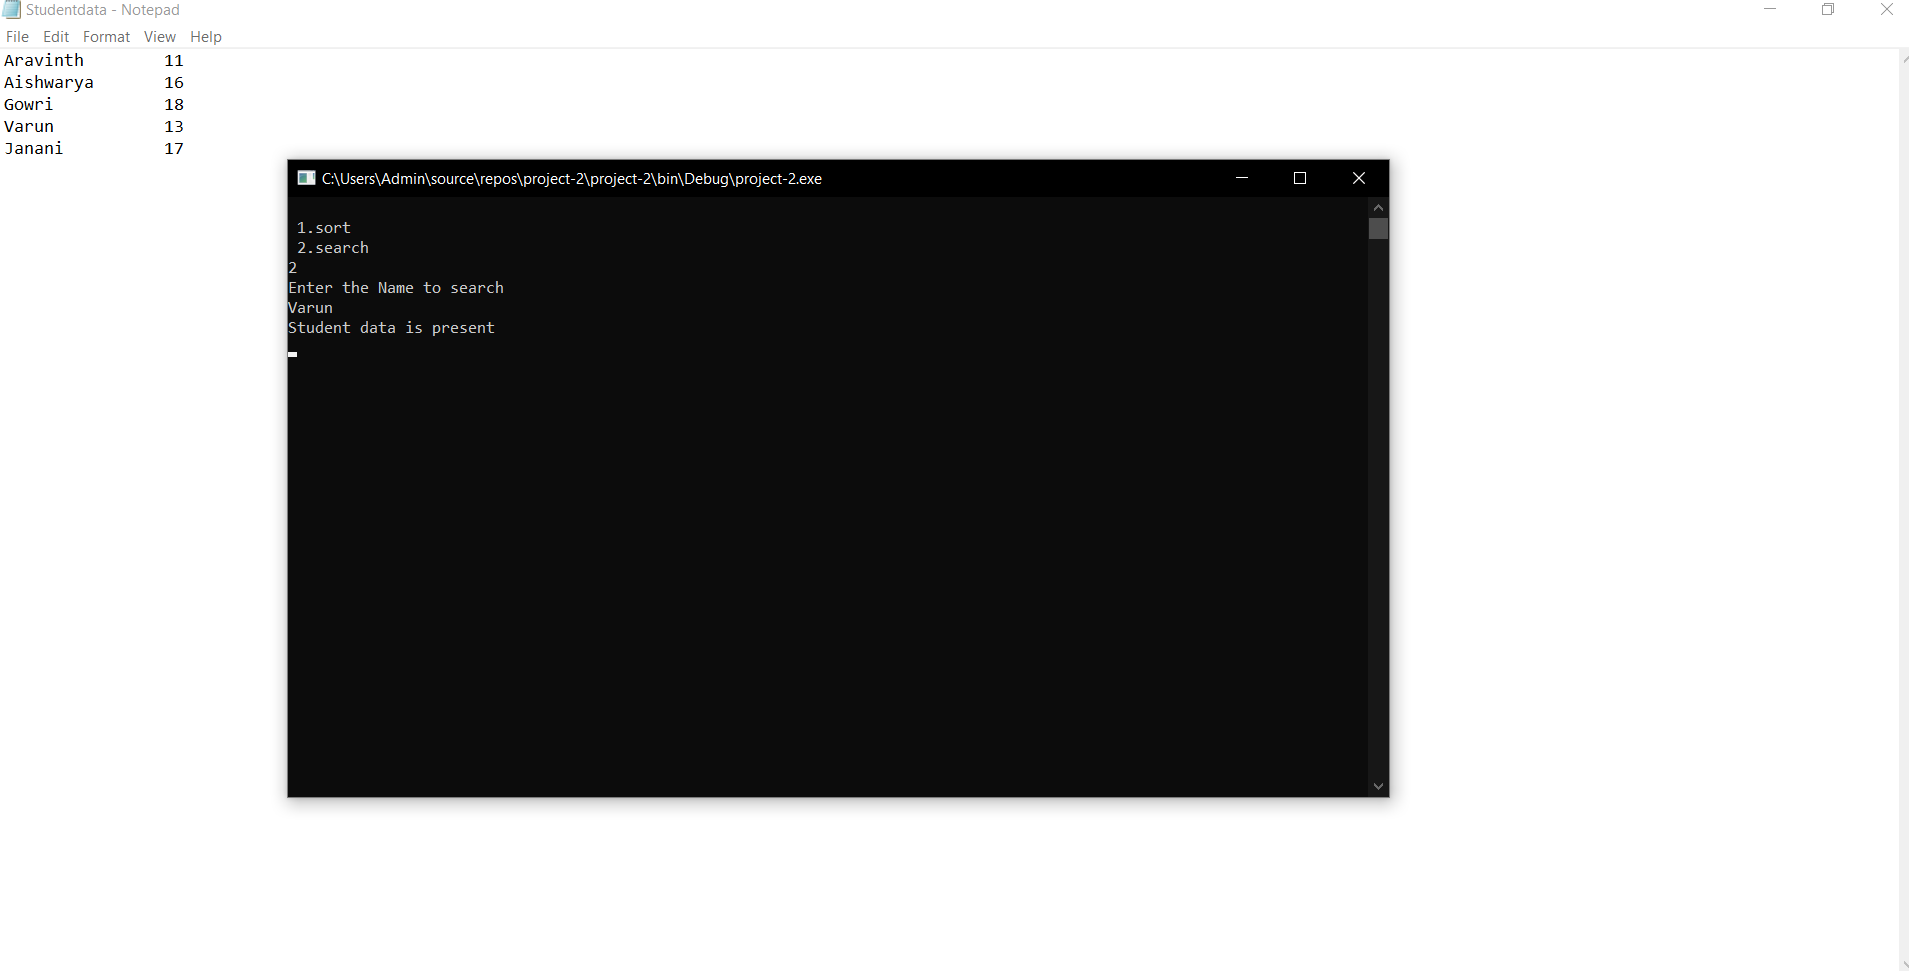 Studentdata - Notepad
File Edit Format View Help
Aravinth 11
Aishwarya 16
Gowri 18
Varun 13
Janani 17
C:\Users\Admin\source\repos\project-2\project-2\bin\Debug\project-2.exe
1.sort
2.search
2
Enter the Name to search
Varun
Student data is present